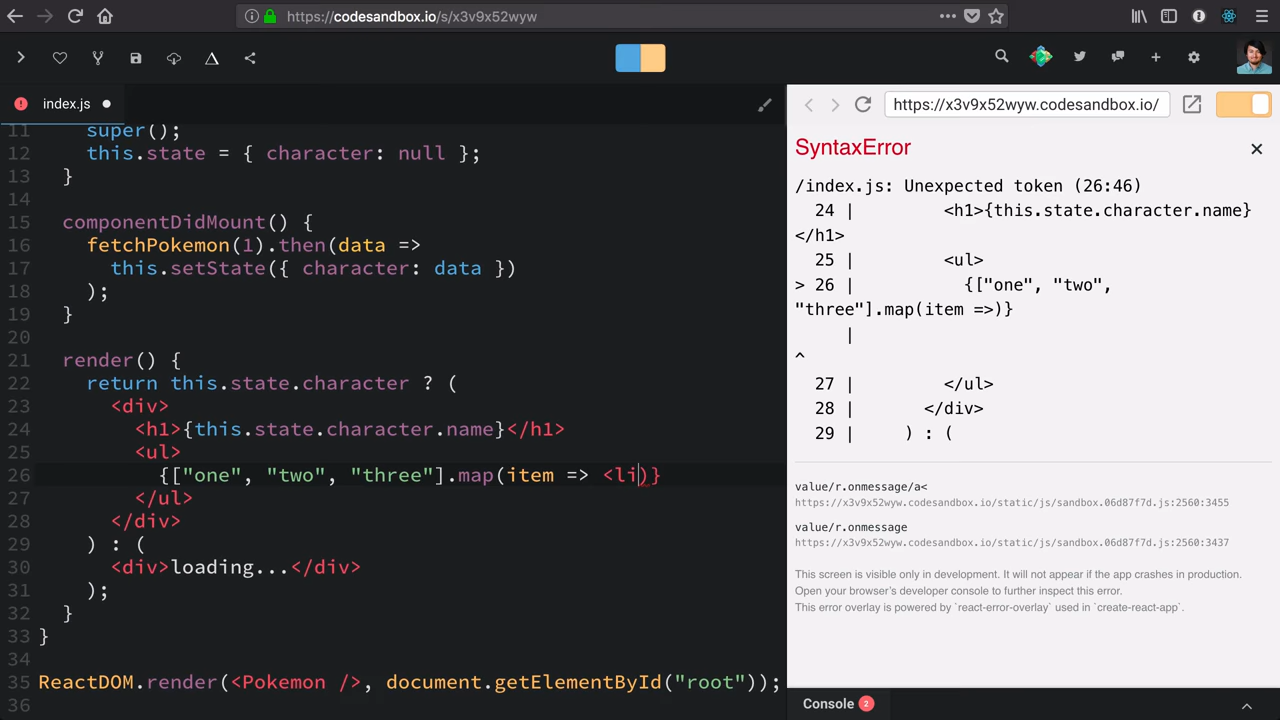 https://codesandbox.io/s/x3v9x52wyw
index.js
https://x3v9x52wyw.codesandbox.io/
11 super();
12 this.state = { character: null };
13 }
14
15 componentDidMount() {
16 fetchPokemon(1).then(data =>
17 this.setState({ character: data })
18 );
19 }
20
21 render() {
22 return this.state.character ? (
23 <div>
24 <h1>{this.state.character.name}</h1>
25 <ul>
26 {["one", "two", "three"].map(item => <li)}
27 </ul>
28 </div>
29 ) : (
30 <div>loading...</div>
31 );
32 }
33 }
34
35 ReactDOM.render(<Pokemon />, document.getElementById("root"));
36
SyntaxError
/index.js: Unexpected token (26:46)
24 | <h1>{this.state.character.name}
</h1>
25 | <ul>
> 26 | {["one", "two",
"three"].map(item =>)}
|
^
27 | </ul>
28 | </div>
29 | ) : (
value/r.onmessage/a<
https://x3v9x52wyw.codesandbox.io/static/js/sandbox.06d87f7d.js:2560:3455
value/r.onmessage
https://x3v9x52wyw.codesandbox.io/static/js/sandbox.06d87f7d.js:2560:3437
This screen is visible only in development. It will not appear if the app crashes in production.
Open your browser's developer console to further inspect this error.
This error overlay is powered by `react-error-overlay` used in `create-react-app`.
Console 2